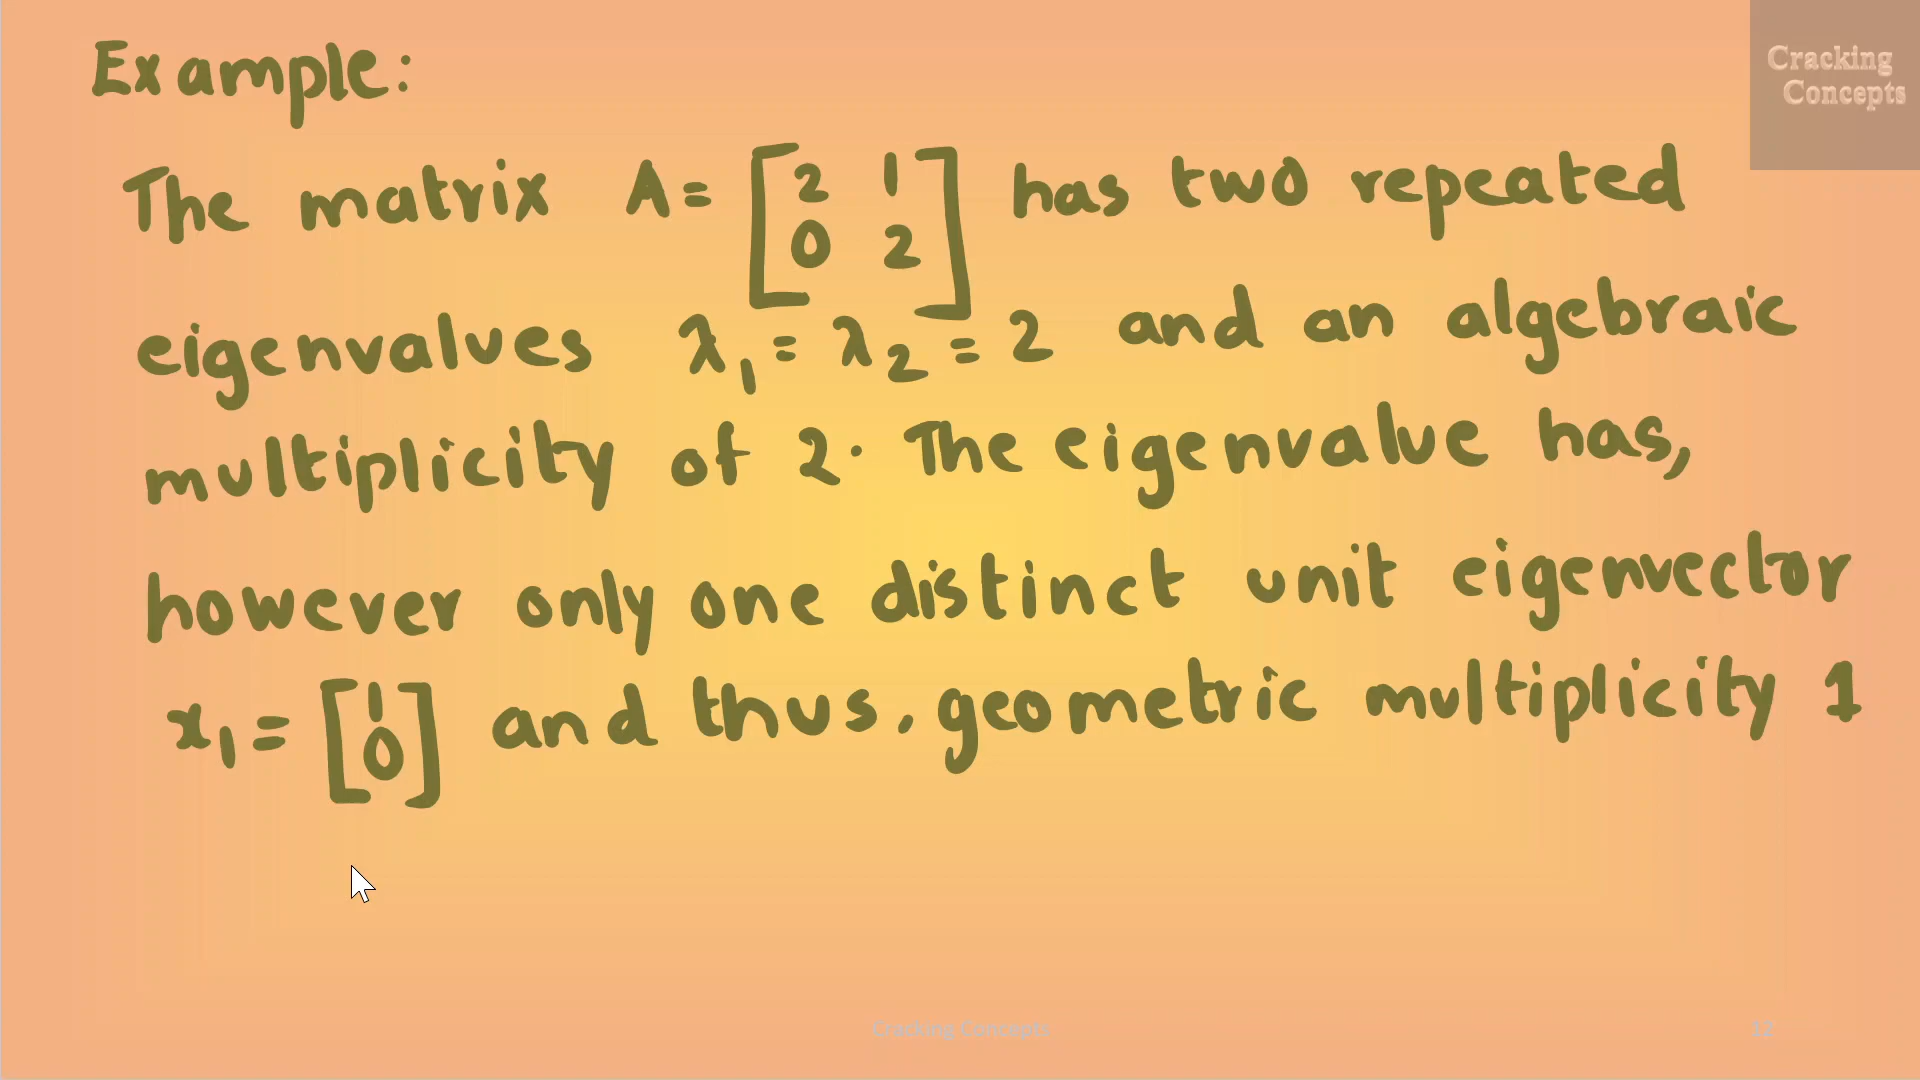 Example:
Cracking
Concepts
The matrix A = [2 1
0 2] has two repeated
eigenvalues λ₁ = λ₂ = 2 and an algebraic
multiplicity of 2. The eigenvalue has,
however only one distinct unit eigenvector
x₁ = [1
0] and thus, geometric multiplicity 1
Cracking Concepts
12